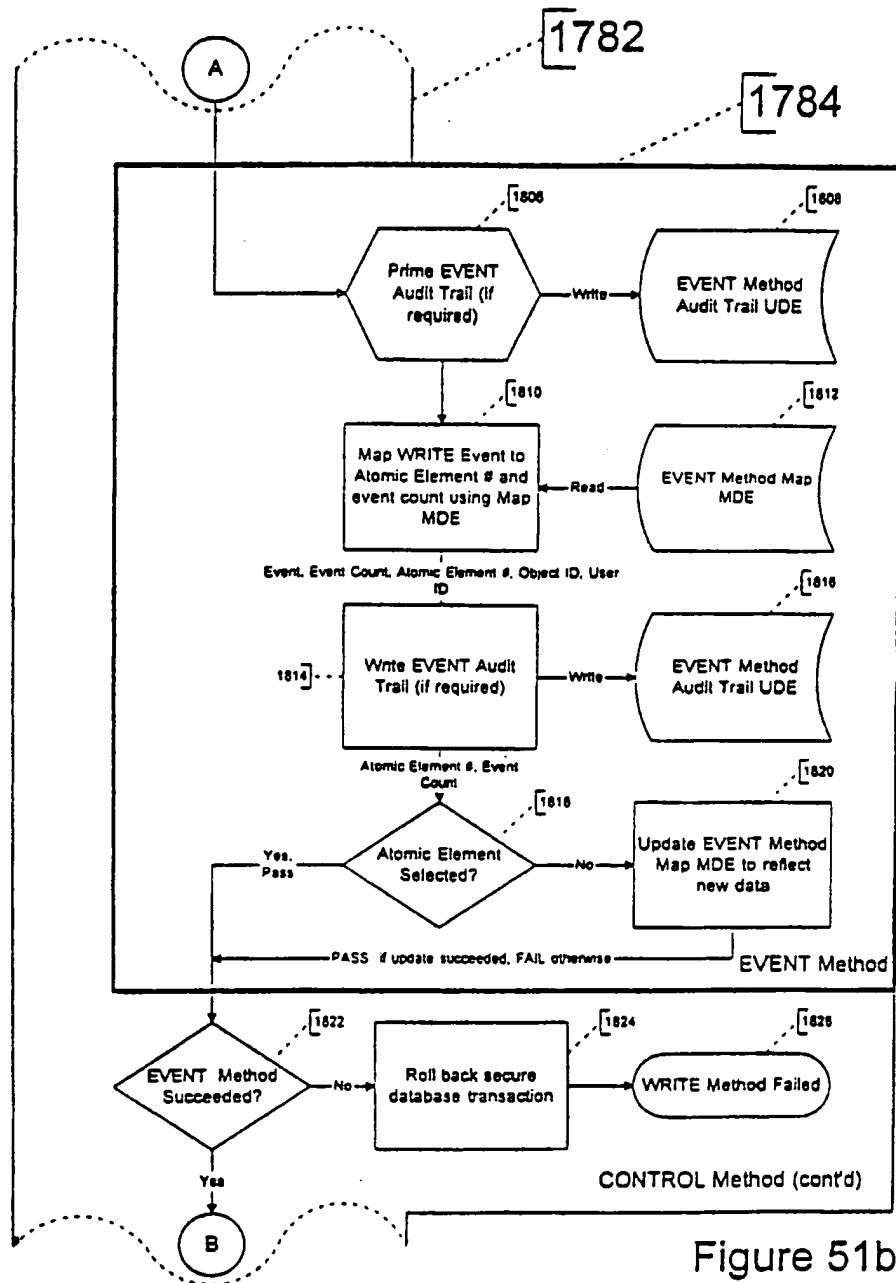 1782
A
1784
1806
1808
Prime EVENT
Audit Trail (if
required)
Write
EVENT Method
Audit Trail UDE
1810
1812
Map WRITE Event to
Atomic Element # and
event count using Map
MDE
Read
EVENT Method Map
MDE
Event, Event Count, Atomic Element #, Object ID, User
ID
1816
1814
Write EVENT Audit
Trail (if required)
Write
EVENT Method
Audit Trail UDE
Atomic Element #, Event
Count
1818
1820
Yes,
Pass
Atomic Element
Selected?
No
Update EVENT Method
Map MDE to reflect
new data
PASS if update succeeded, FAIL otherwise
EVENT Method
1822
1824
1826
EVENT Method
Succeeded?
No
Roll back secure
database transaction
WRITE Method Failed
Yes
CONTROL Method (cont'd)
B
Figure 51b